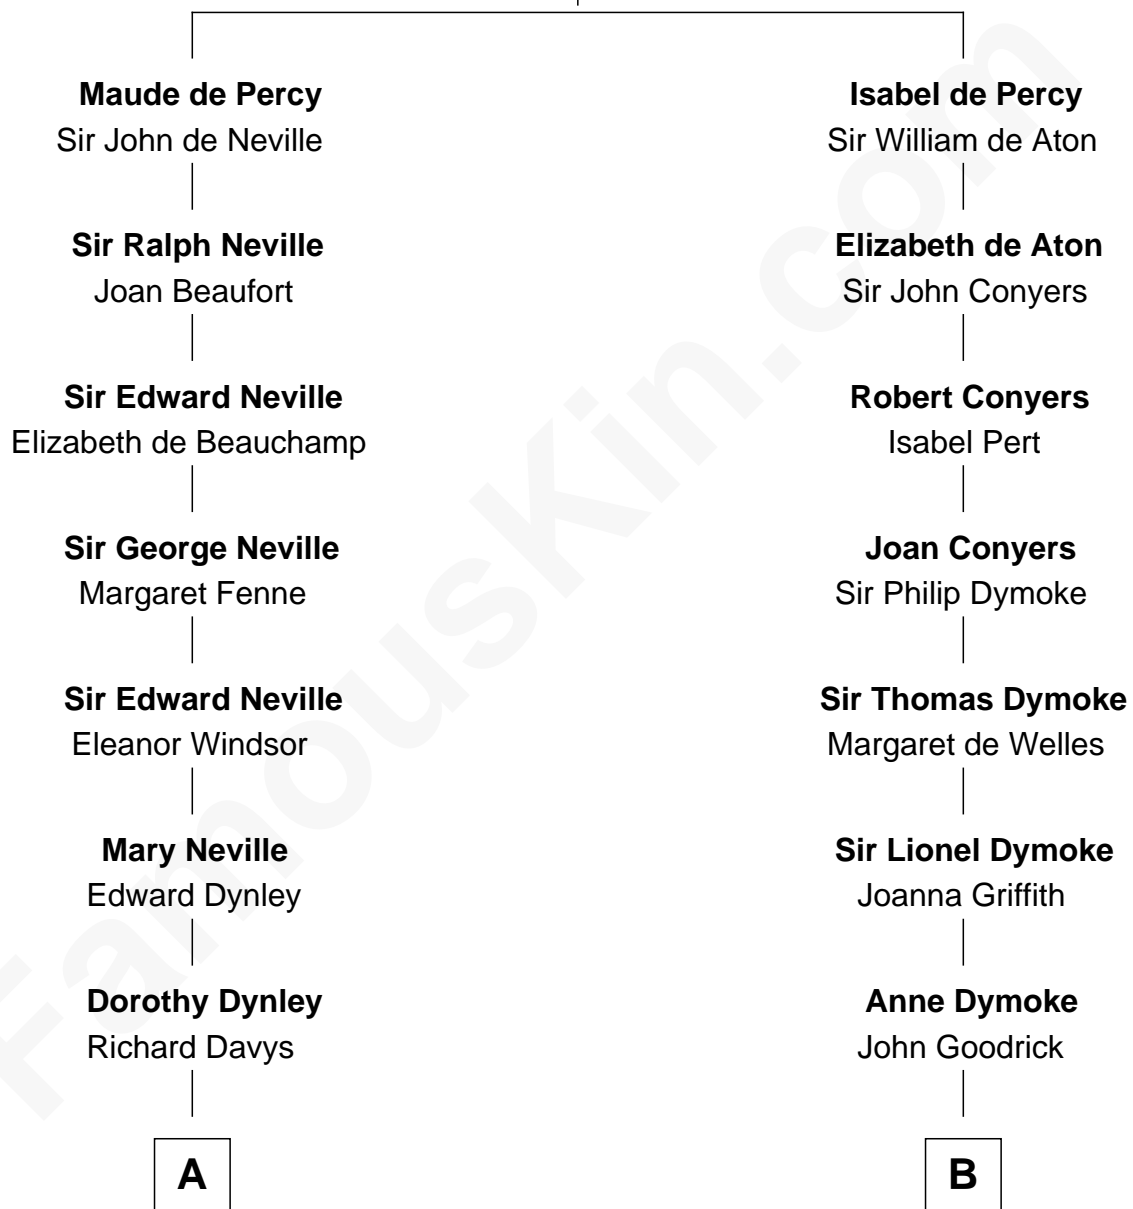 Maude de Percy
Sir John de Neville
Isabel de Percy
Sir William de Aton
Sir Ralph Neville
Joan Beaufort
Elizabeth de Aton
Sir John Conyers
Sir Edward Neville
Elizabeth de Beauchamp
Robert Conyers
Isabel Pert
Sir George Neville
Margaret Fenne
Joan Conyers
Sir Philip Dymoke
Sir Edward Neville
Eleanor Windsor
Sir Thomas Dymoke
Margaret de Welles
Mary Neville
Edward Dynley
Sir Lionel Dymoke
Joanna Griffith
Dorothy Dynley
Richard Davys
Anne Dymoke
John Goodrick
A
B
FamousKin.com